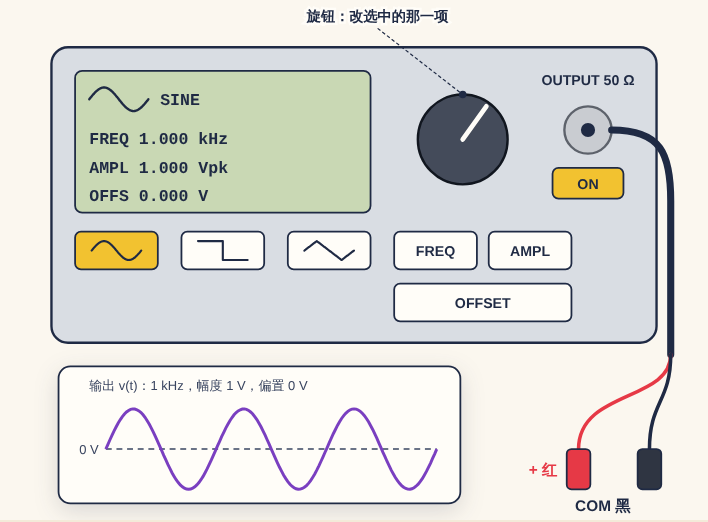 旋钮：改选中的那一项
OUTPUT 50 Ω
SINE
FREQ 1.000 kHz
AMPL 1.000 Vpk
OFFS 0.000 V
ON
FREQ
AMPL
OFFSET
输出 v(t)：1 kHz，幅度 1 V，偏置 0 V
0 V
+ 红
COM 黑